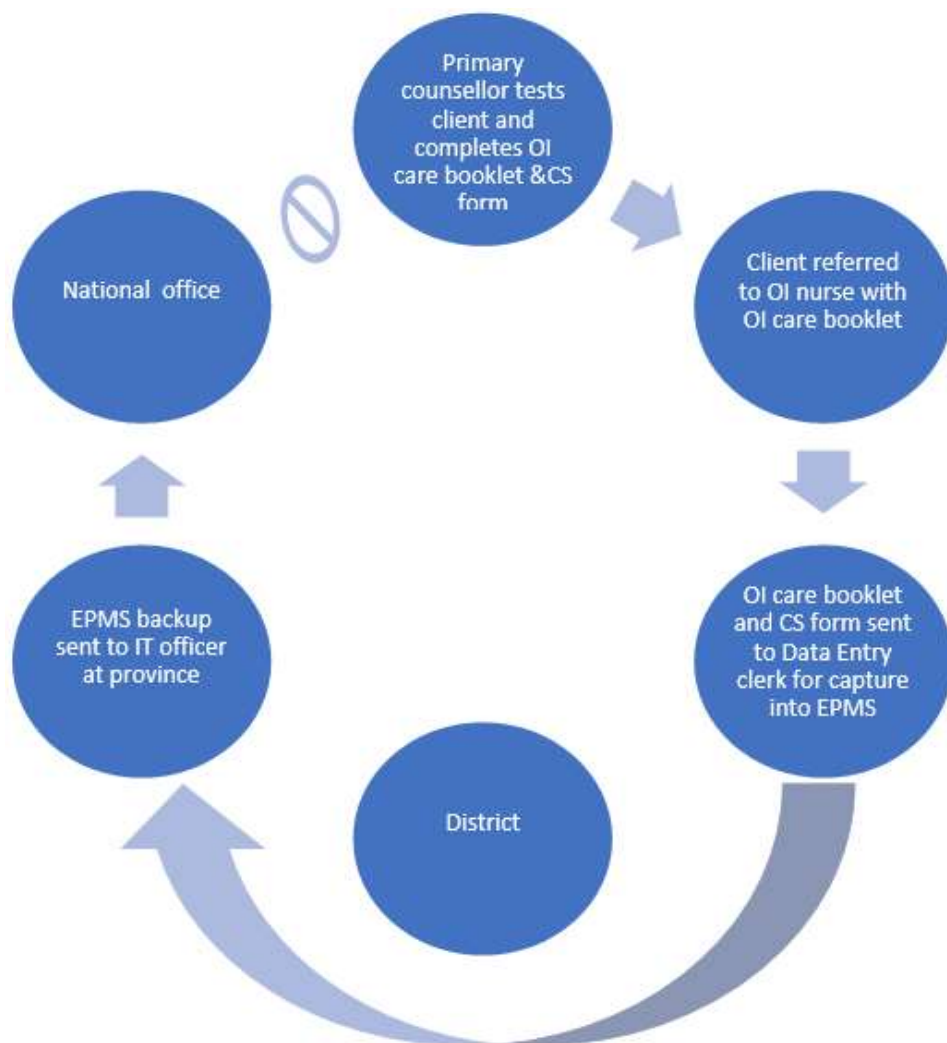 Primary
counsellor tests
client and
completes OI
care booklet &CS
form
Client referred
to OI nurse with
OI care booklet
OI care booklet
and CS form sent
to Data Entry
clerk for capture
into EPMS
District
EPMS backup
sent to IT officer
at province
National office